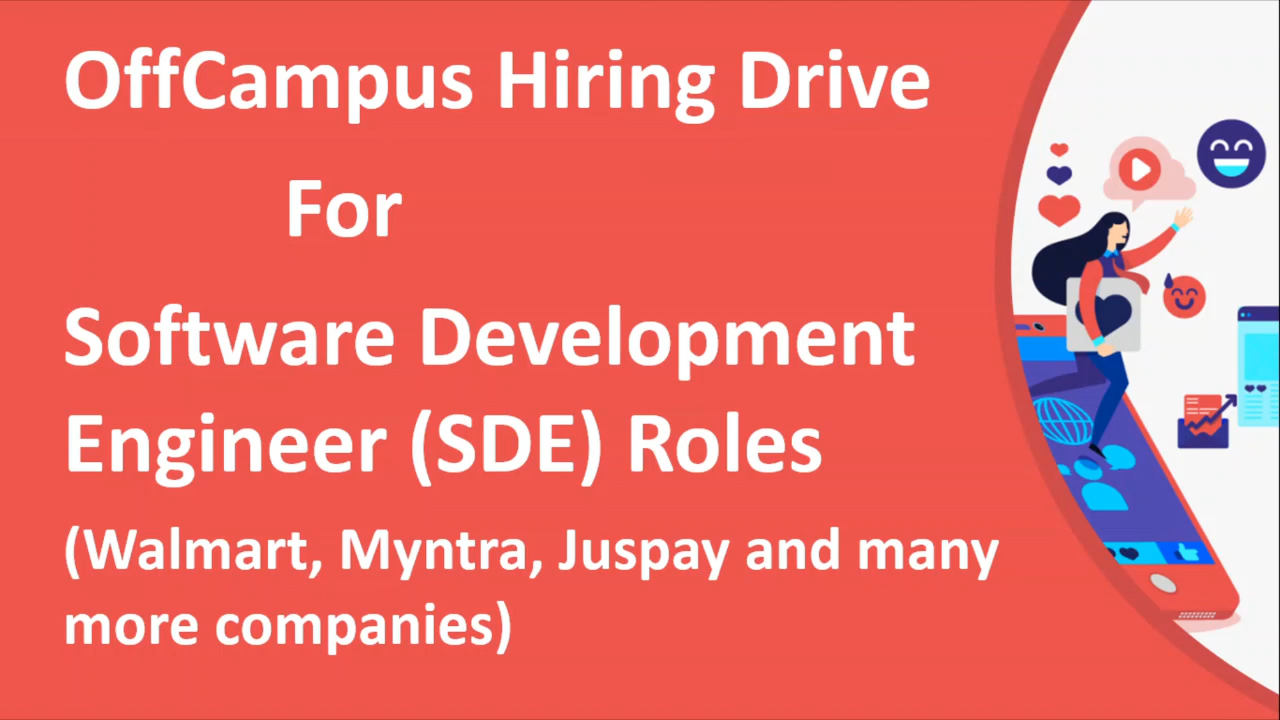 OffCampus Hiring Drive
For
Software Development
Engineer (SDE) Roles
(Walmart, Myntra, Juspay and many
more companies)